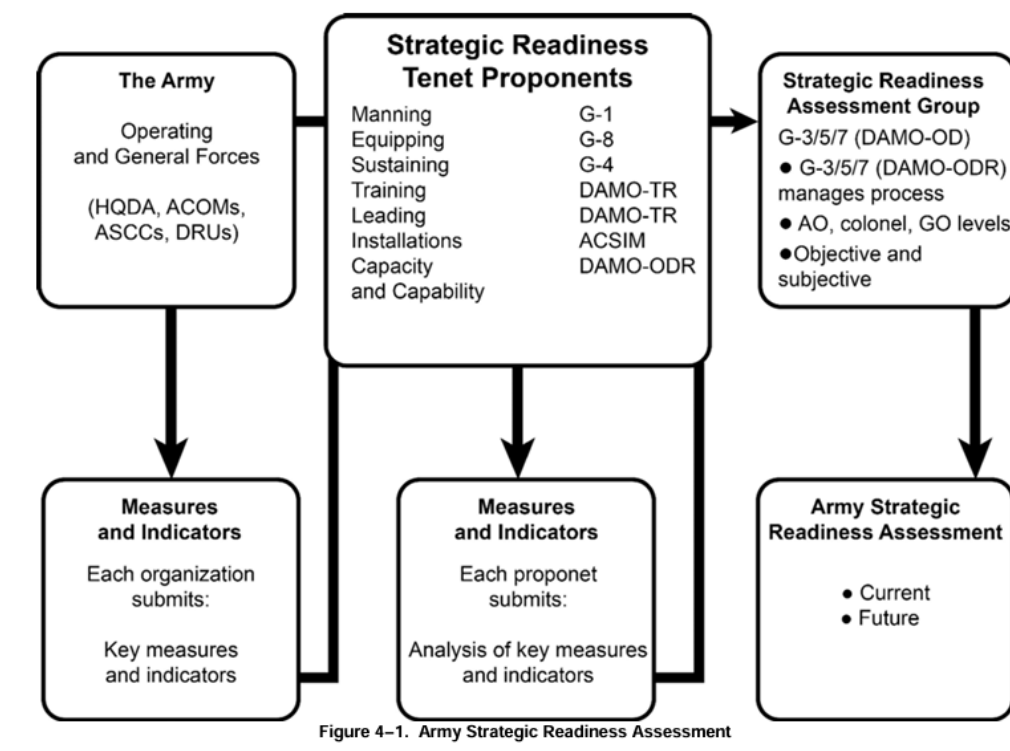 The Army
Operating
and General Forces
(HQDA, ACOMs,
ASCCs, DRUs)
Strategic Readiness
Tenet Proponents
Manning G-1
Equipping G-8
Sustaining G-4
Training DAMO-TR
Leading DAMO-TR
Installations ACSIM
Capacity DAMO-ODR
and Capability
Strategic Readiness
Assessment Group
G-3/5/7 (DAMO-OD)
● G-3/5/7 (DAMO-ODR)
manages process
● AO, colonel, GO levels
●Objective and
subjective
Measures
and Indicators
Each organization
submits:
Key measures
and indicators
Measures
and Indicators
Each proponet
submits:
Analysis of key measures
and indicators
Army Strategic
Readiness Assessment
● Current
● Future
Figure 4–1. Army Strategic Readiness Assessment